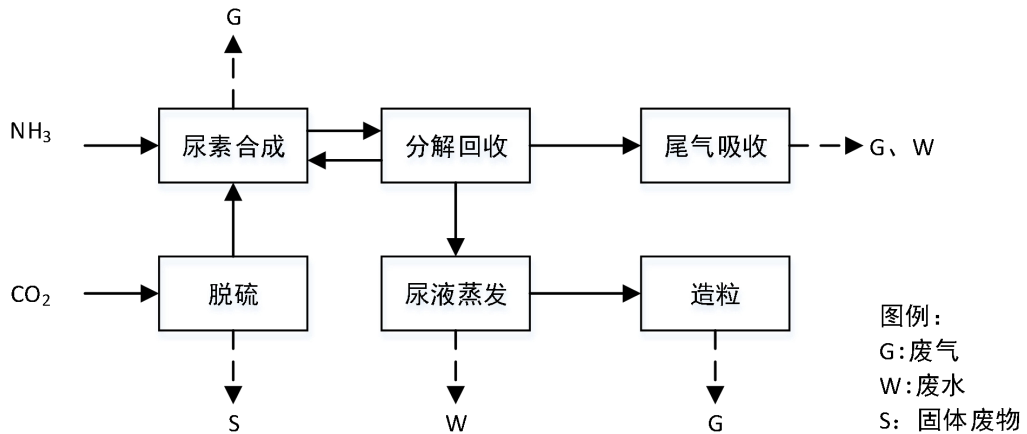 G
NH₃
尿素合成
分解回收
尾气吸收
G、W
CO₂
脱硫
尿液蒸发
造粒
S
W
G
图例：
G:废气
W:废水
S：固体废物